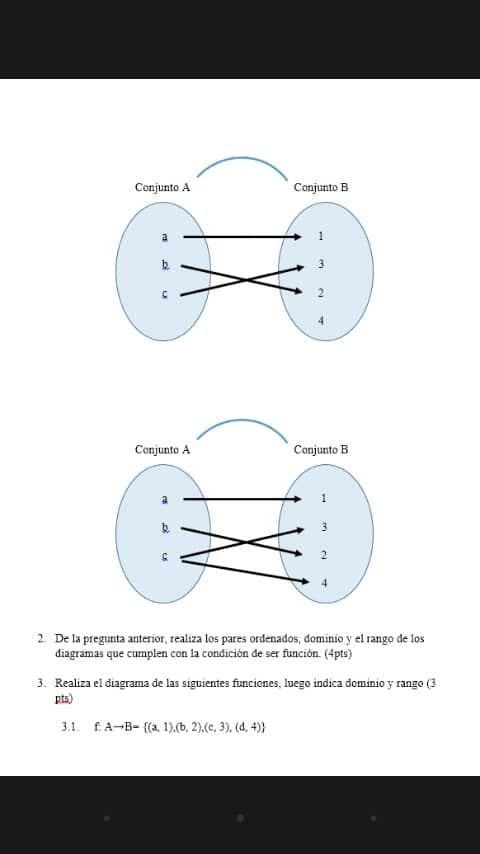 Conjunto A Conjunto B
a 1
b 3
c 2
4
Conjunto A Conjunto B
a 1
b 3
c 2
4
2. De la pregunta anterior, realiza los pares ordenados, dominio y el rango de los
diagramas que cumplen con la condición de ser función. (4pts)
3. Realiza el diagrama de las siguientes funciones, luego indica dominio y rango (3
pts)
3.1. f: A→B= {(a, 1),(b, 2),(c, 3), (d, 4)}